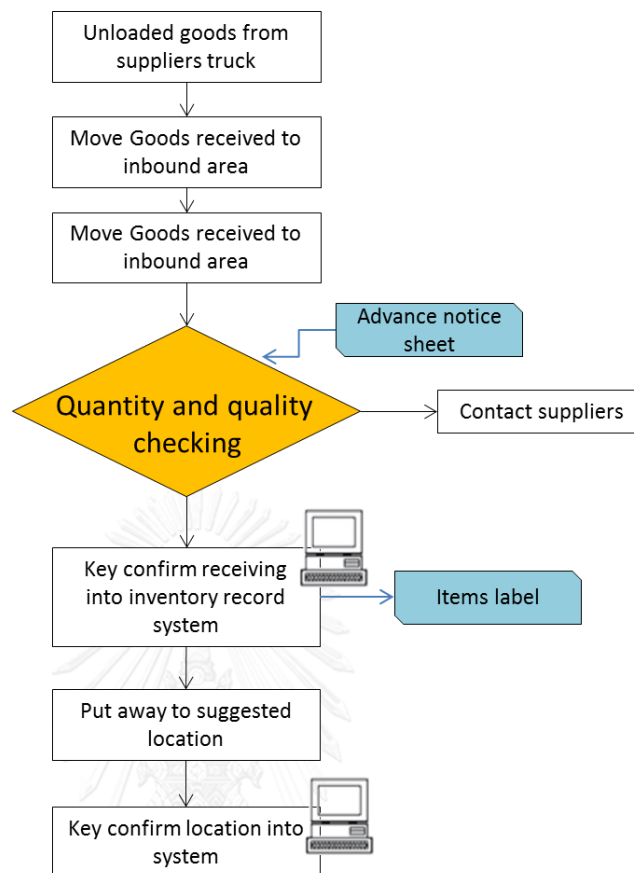 Unloaded goods from
suppliers truck
Move Goods received to
inbound area
Move Goods received to
inbound area
Advance notice
sheet
Quantity and quality
checking
Contact suppliers
Key confirm receiving
into inventory record
system
Items label
Put away to suggested
location
Key confirm location into
system